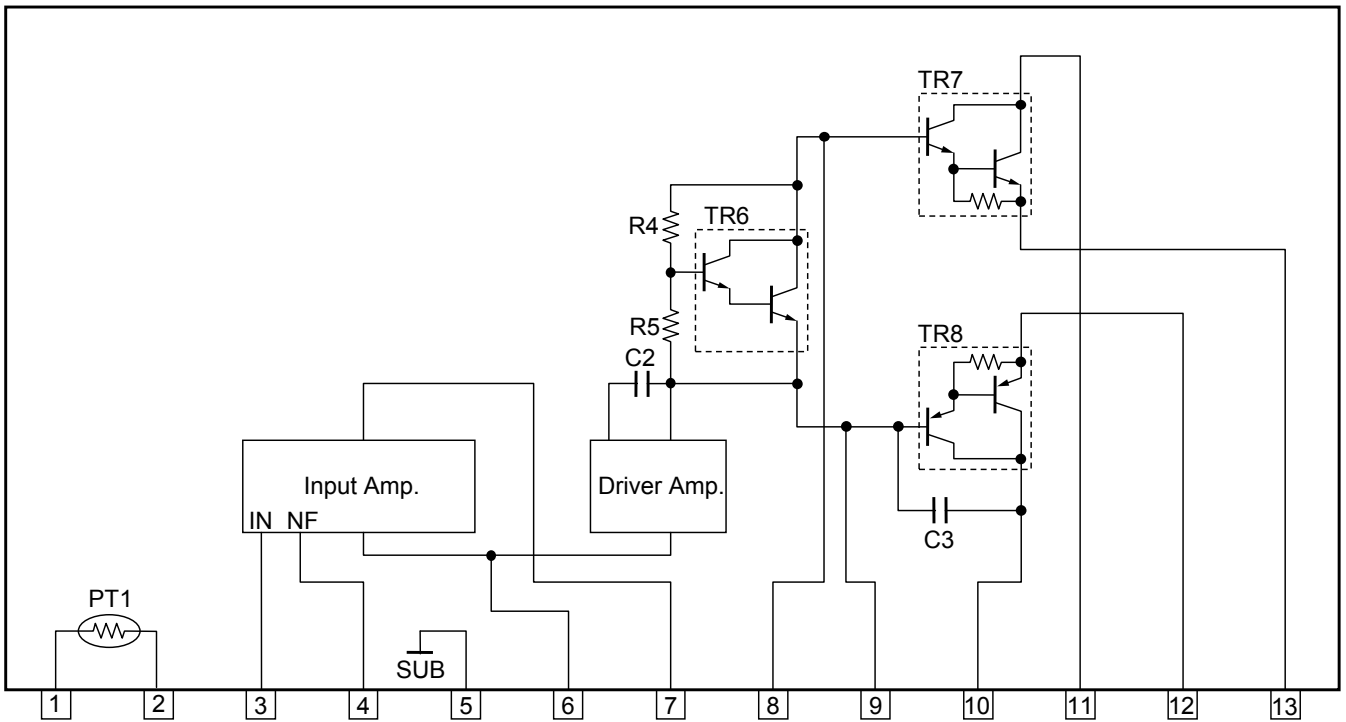 TR7
R4
TR6
R5
TR8
C2
Input Amp.
Driver Amp.
IN NF
C3
PT1
SUB
1 2 3 4 5 6 7 8 9 10 11 12 13